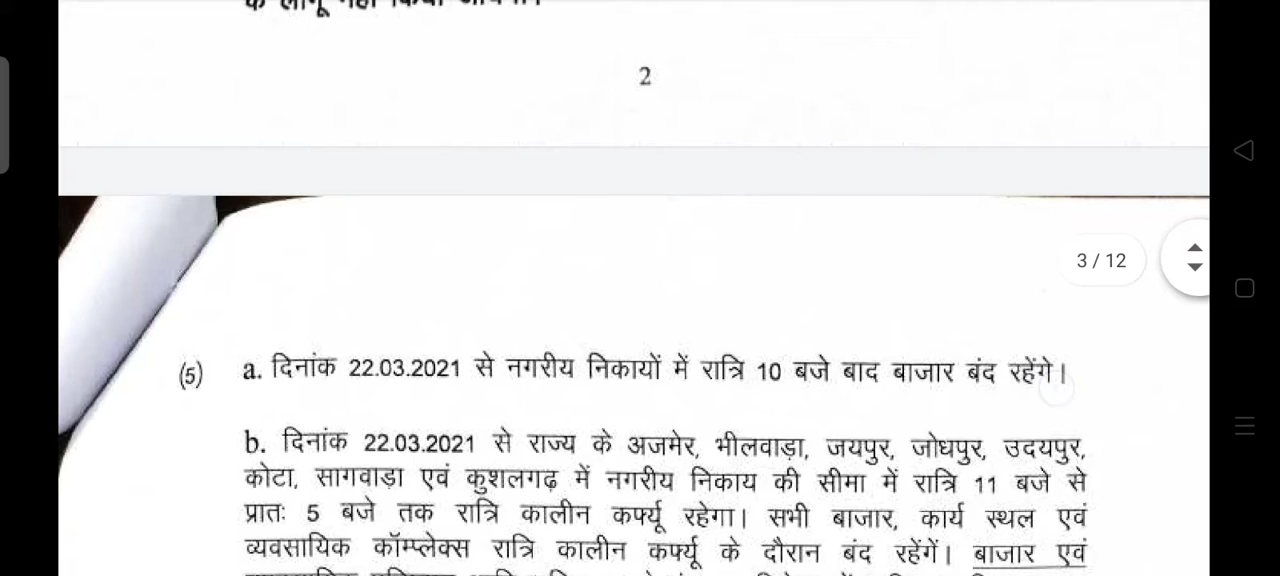 2
3 / 12
(5) a. दिनांक 22.03.2021 से नगरीय निकायों में रात्रि 10 बजे बाद बाजार बंद रहेंगे।
b. दिनांक 22.03.2021 से राज्य के अजमेर, भीलवाड़ा, जयपुर, जोधपुर, उदयपुर,
कोटा, सागवाड़ा एवं कुशलगढ़ में नगरीय निकाय की सीमा में रात्रि 11 बजे से
प्रातः 5 बजे तक रात्रि कालीन कर्फ्यू रहेगा। सभी बाजार, कार्य स्थल एवं
व्यवसायिक कॉम्प्लेक्स रात्रि कालीन कर्फ्यू के दौरान बंद रहेंगें। बाजार एवं